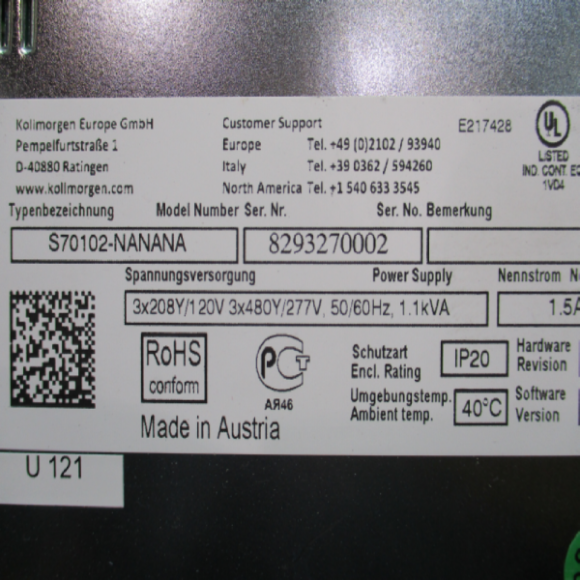 Kollmorgen Europe GmbH
Pempelfurtstraße 1
D-40880 Ratingen
www.kollmorgen.com
Customer Support
Europe Tel. +49 (0)2102 / 93940
Italy Tel. +39 0362 / 594260
North America Tel. +1 540 633 3545
E217428
UL
LISTED
IND. CONT. EQ
1VD4
Typenbezeichnung Model Number Ser. Nr. Ser. No. Bemerkung
S70102-NANANA 8293270002
Spannungsversorgung Power Supply Nennstrom
3x208Y/120V 3x480Y/277V, 50/60Hz, 1.1kVA 1.5A
RoHS
conform
РСТ
АЯ46
Made in Austria
Schutzart
Encl. Rating
IP20
Umgebungstemp.
Ambient temp.
40°C
Hardware
Revision
Software
Version
U 121